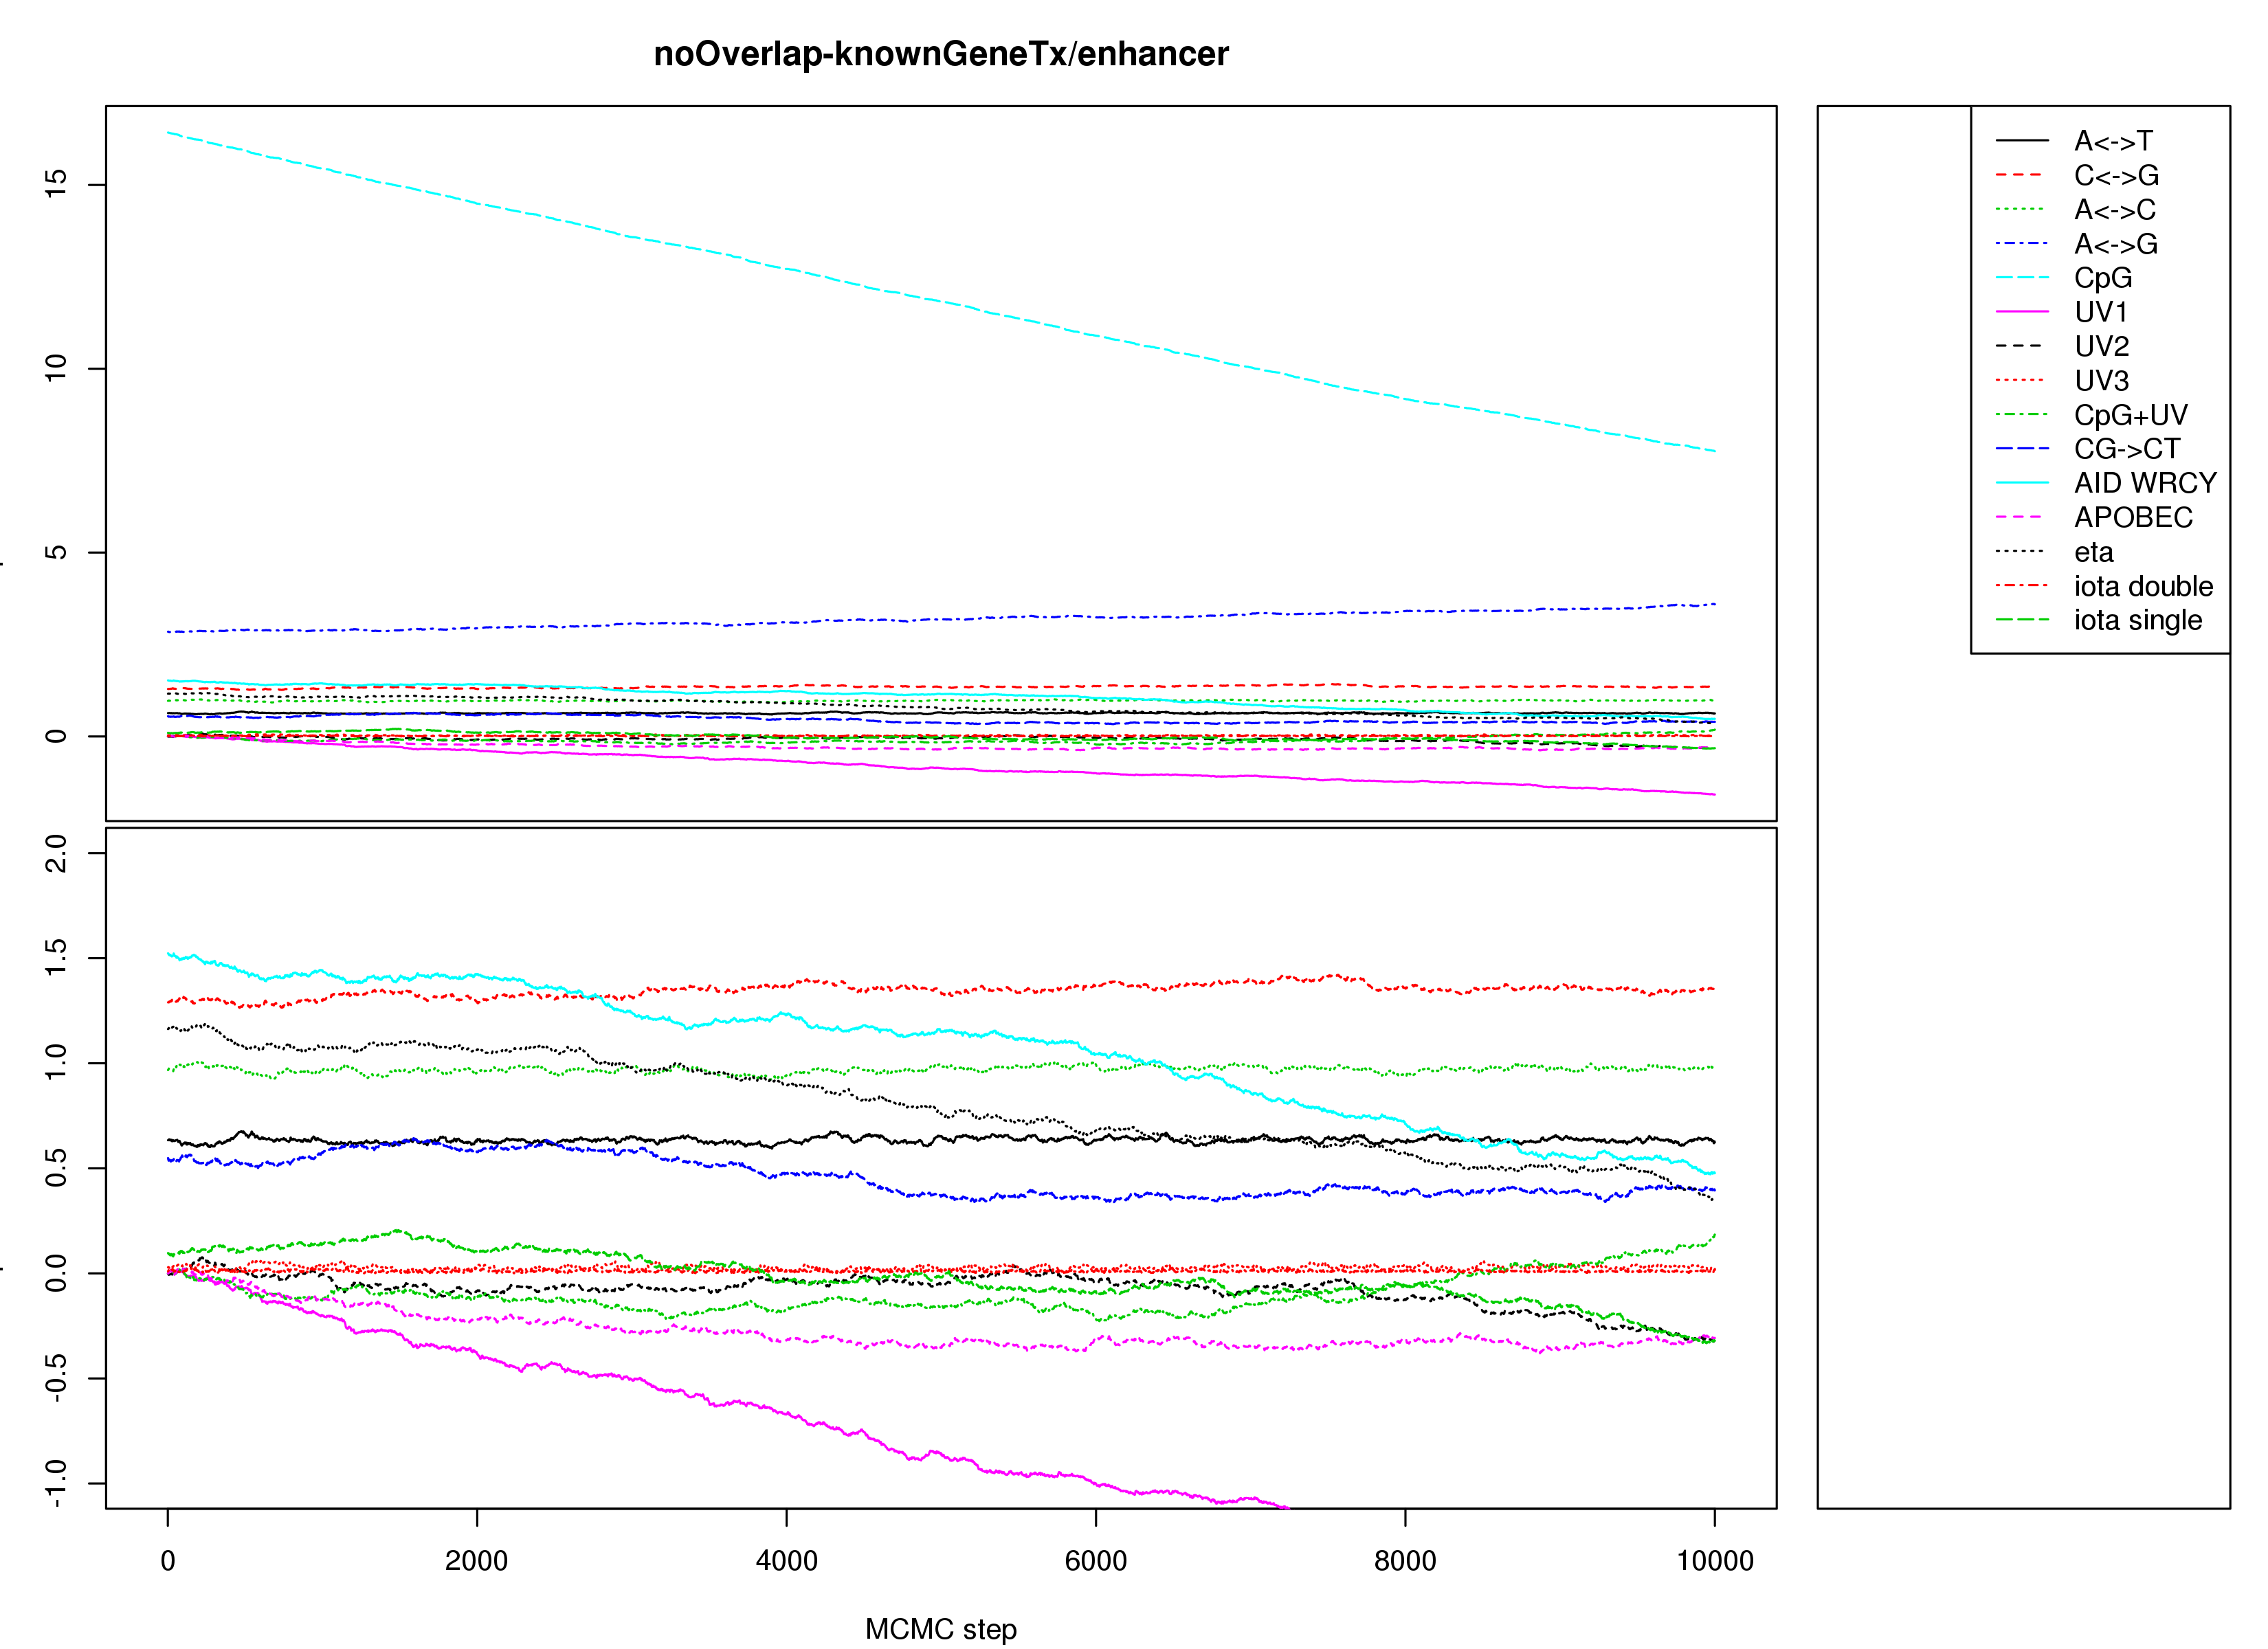 noOverlap-knownGeneTx/enhancer
15
10
5
0
2.0
1.5
1.0
0.5
0.0
-0.5
-1.0
0 2000 4000 6000 8000 10000
MCMC step
A<->T
C<->G
A<->C
A<->G
CpG
UV1
UV2
UV3
CpG+UV
CG->CT
AID WRCY
APOBEC
eta
iota double
iota single